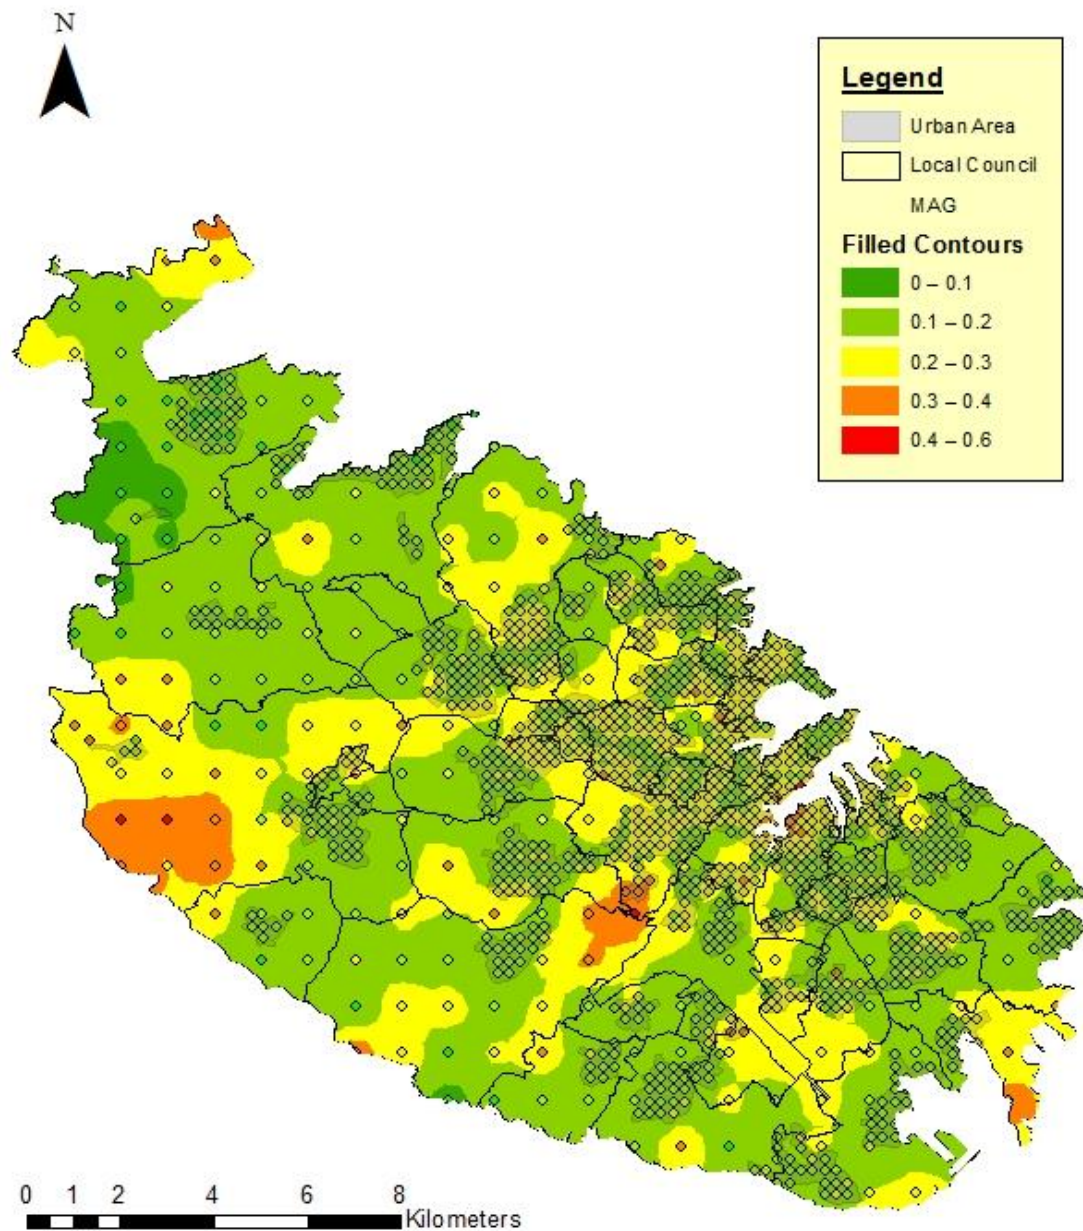 N
Legend
Urban Area
Local Council
MAG
Filled Contours
0 – 0.1
0.1 – 0.2
0.2 – 0.3
0.3 – 0.4
0.4 – 0.6
0 1 2 4 6 8
Kilometers